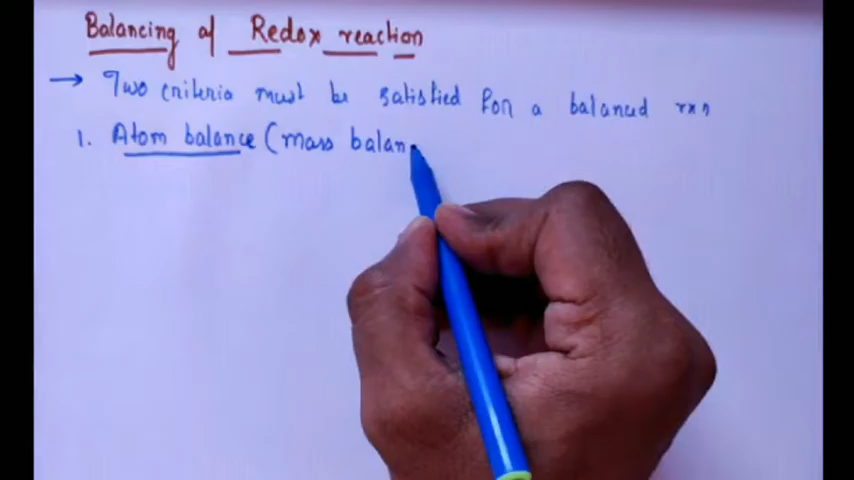 Balancing of Redox reaction
→ Two criteria must be satisfied for a balanced rxn
1. Atom balance (mass balan